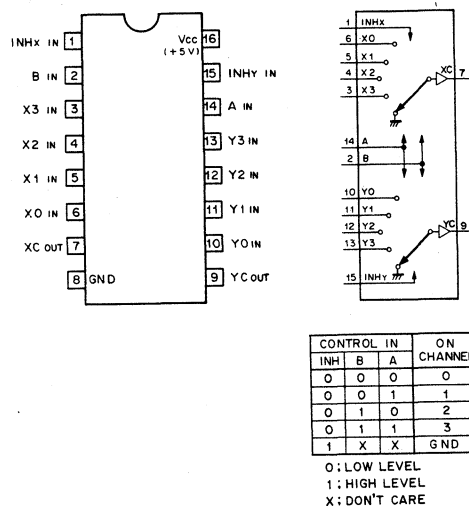 INHX IN 1
B IN 2
X3 IN 3
X2 IN 4
X1 IN 5
X0 IN 6
XC OUT 7
8 GND
Vcc 16
(+5V)
15 INHY IN
14 A IN
13 Y3 IN
12 Y2 IN
11 Y1 IN
10 Y0 IN
9 YC OUT
1 INHX
6 X0
5 X1
4 X2
3 X3
XC 7
14 A
2 B
10 Y0
11 Y1
12 Y2
13 Y3
YC 9
15 INHY
CONTROL IN ON
INH B A CHANNEL
0 0 0 0
0 0 1 1
0 1 0 2
0 1 1 3
1 X X GND
0 ; LOW LEVEL
1 ; HIGH LEVEL
X ; DON'T CARE